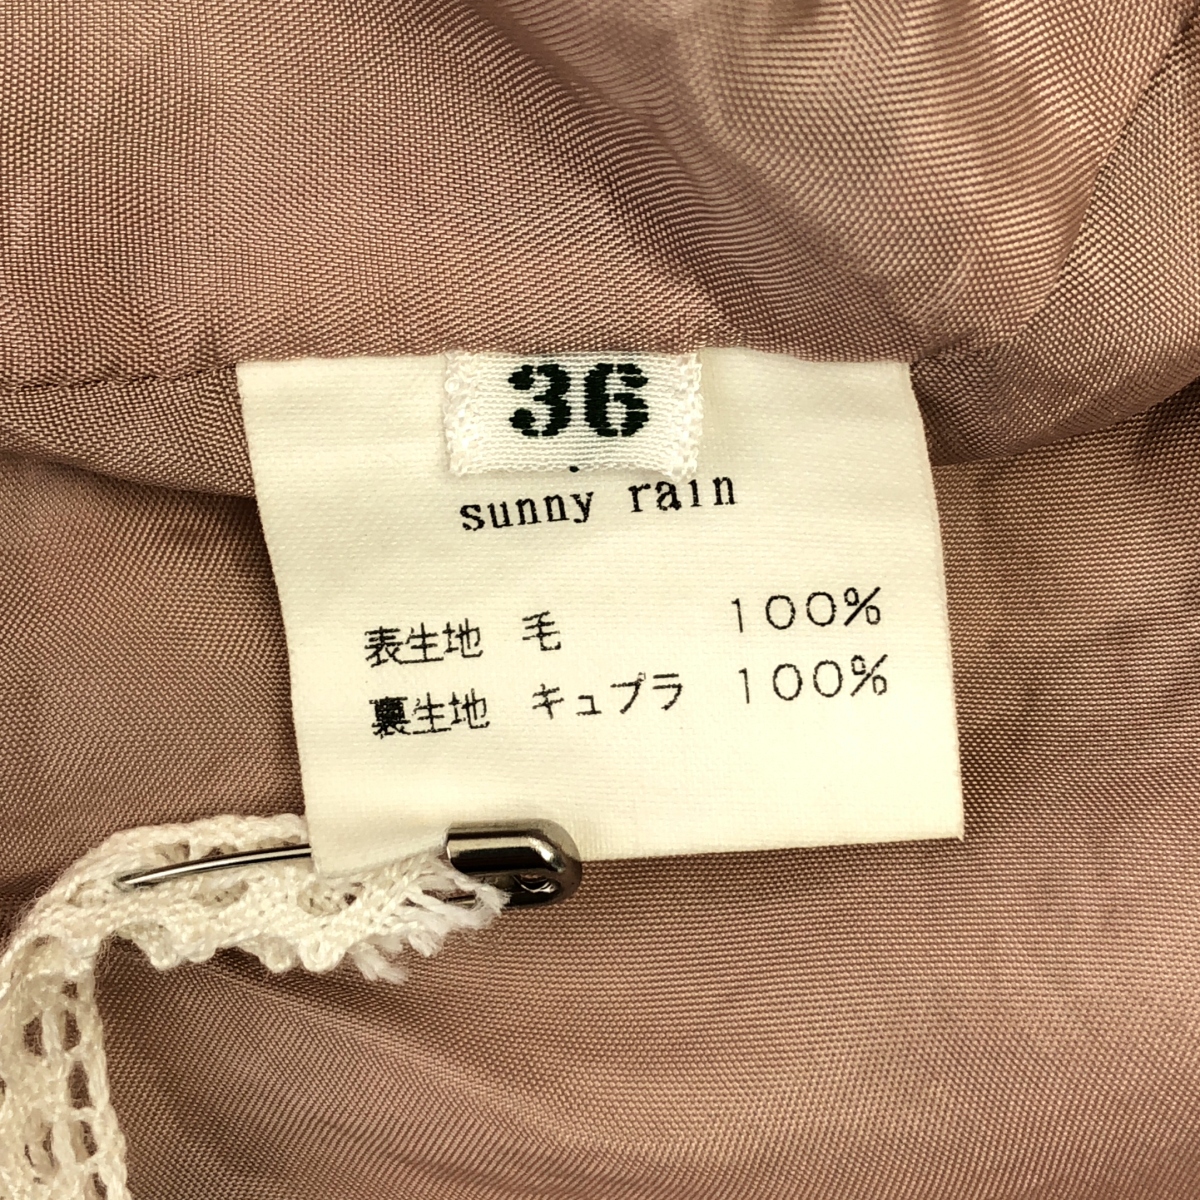 36
sunny rain
表生地 毛 100%
裏生地 キュプラ 100%